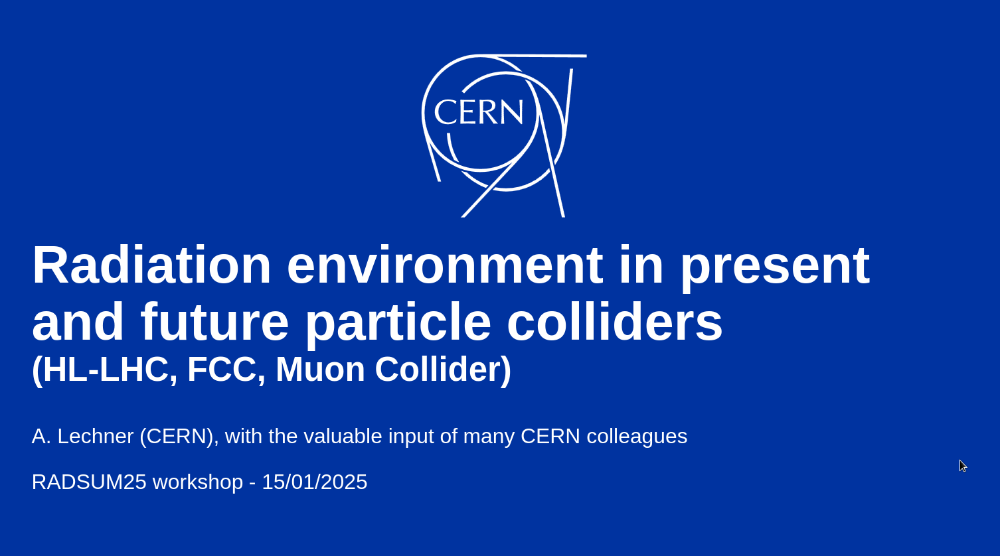 CERN
Radiation environment in present
and future particle colliders
(HL-LHC, FCC, Muon Collider)
A. Lechner (CERN), with the valuable input of many CERN colleagues
RADSUM25 workshop - 15/01/2025